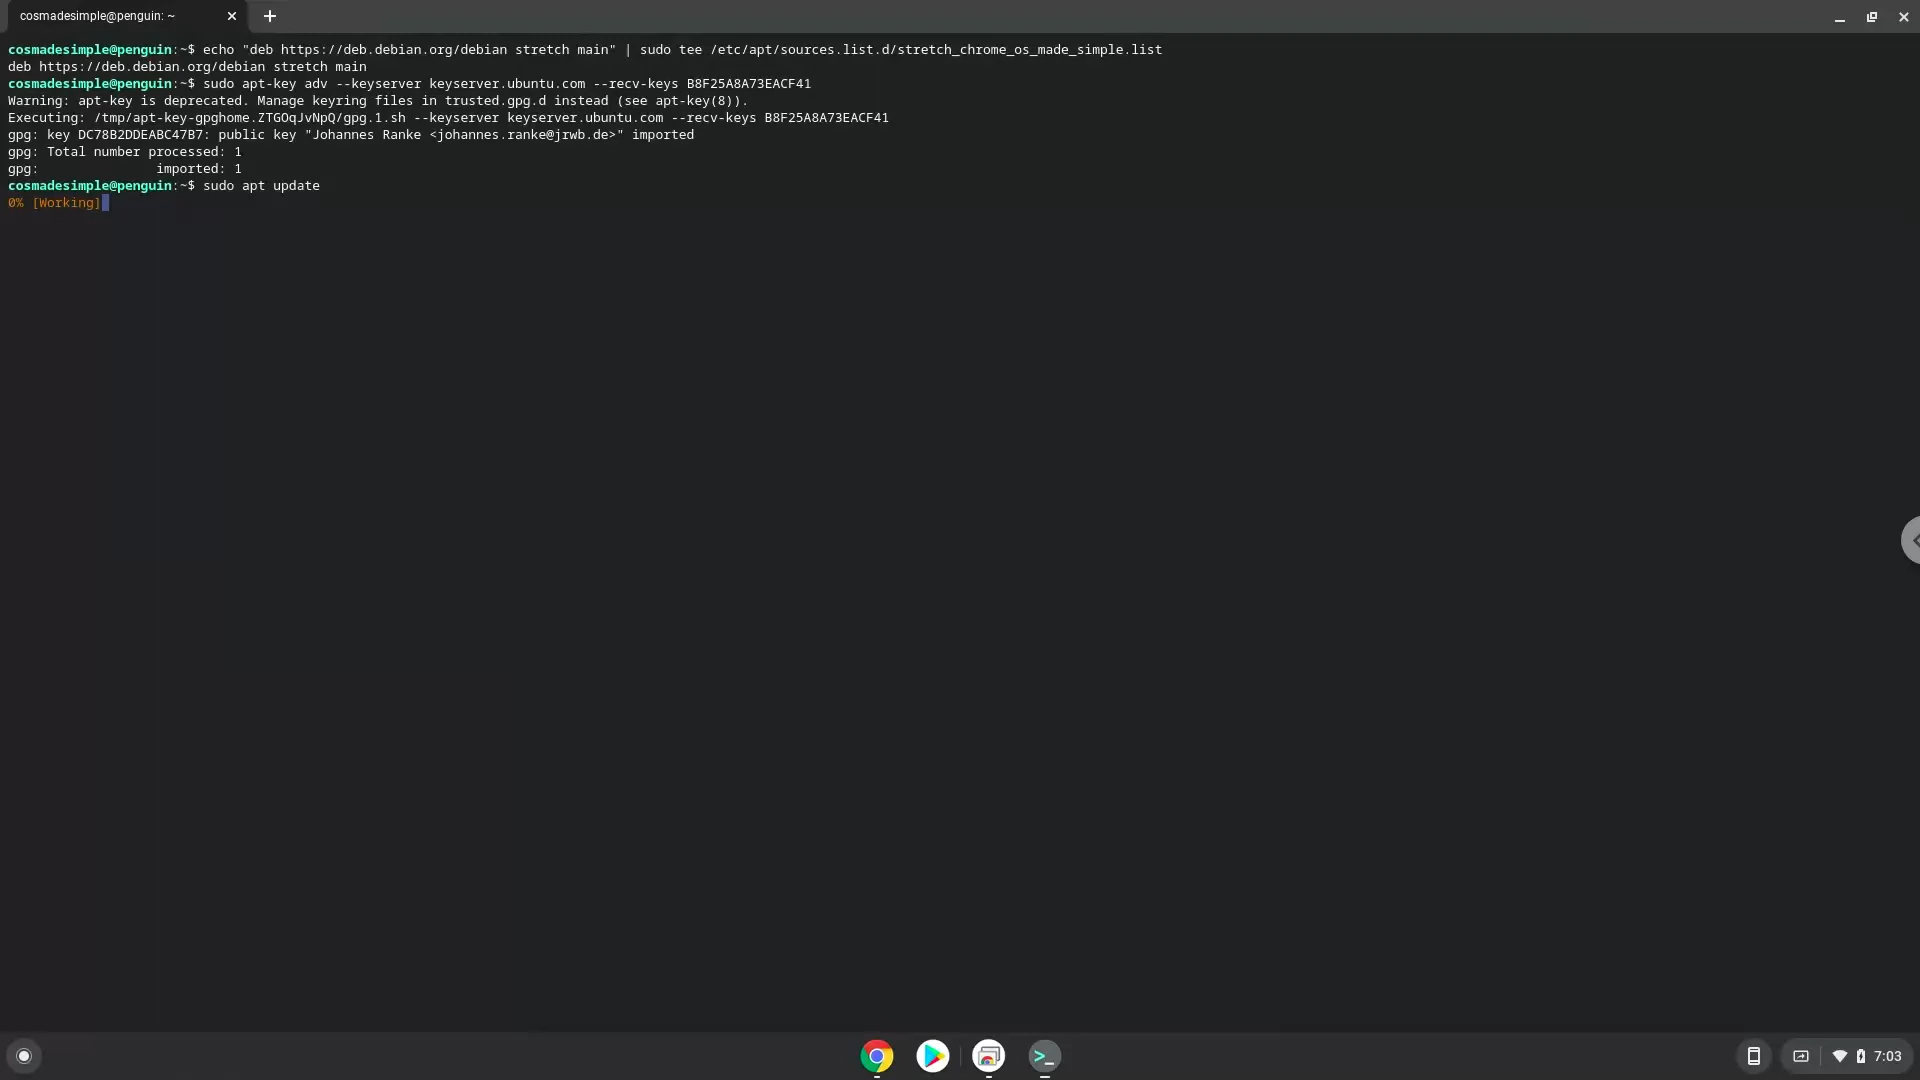 cosmadesimple@penguin: ~
cosmadesimple@penguin:~$ echo "deb https://deb.debian.org/debian stretch main" | sudo tee /etc/apt/sources.list.d/stretch_chrome_os_made_simple.list
deb https://deb.debian.org/debian stretch main
cosmadesimple@penguin:~$ sudo apt-key adv --keyserver keyserver.ubuntu.com --recv-keys B8F25A8A73EACF41
Warning: apt-key is deprecated. Manage keyring files in trusted.gpg.d instead (see apt-key(8)).
Executing: /tmp/apt-key-gpghome.ZTGOqJvNpQ/gpg.1.sh --keyserver keyserver.ubuntu.com --recv-keys B8F25A8A73EACF41
gpg: key DC78B2DDEABC47B7: public key "Johannes Ranke <johannes.ranke@jrwb.de>" imported
gpg: Total number processed: 1
gpg:               imported: 1
cosmadesimple@penguin:~$ sudo apt update
0% [Working]
7:03